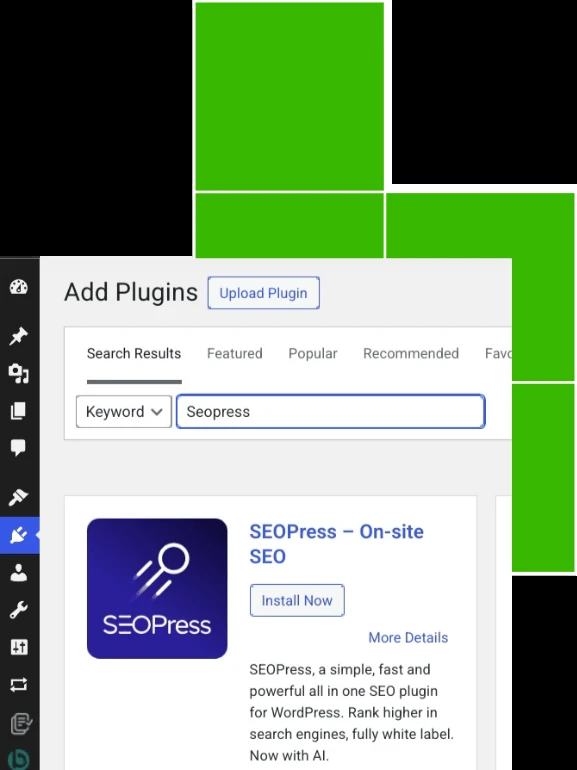 Add Plugins Upload Plugin
Search Results Featured Popular Recommended Favo
Keyword Seopress
SEOPress – On-site
SEO
Install Now
SEOPress
More Details
SEOPress, a simple, fast and
powerful all in one SEO plugin
for WordPress. Rank higher in
search engines, fully white label.
Now with AI.